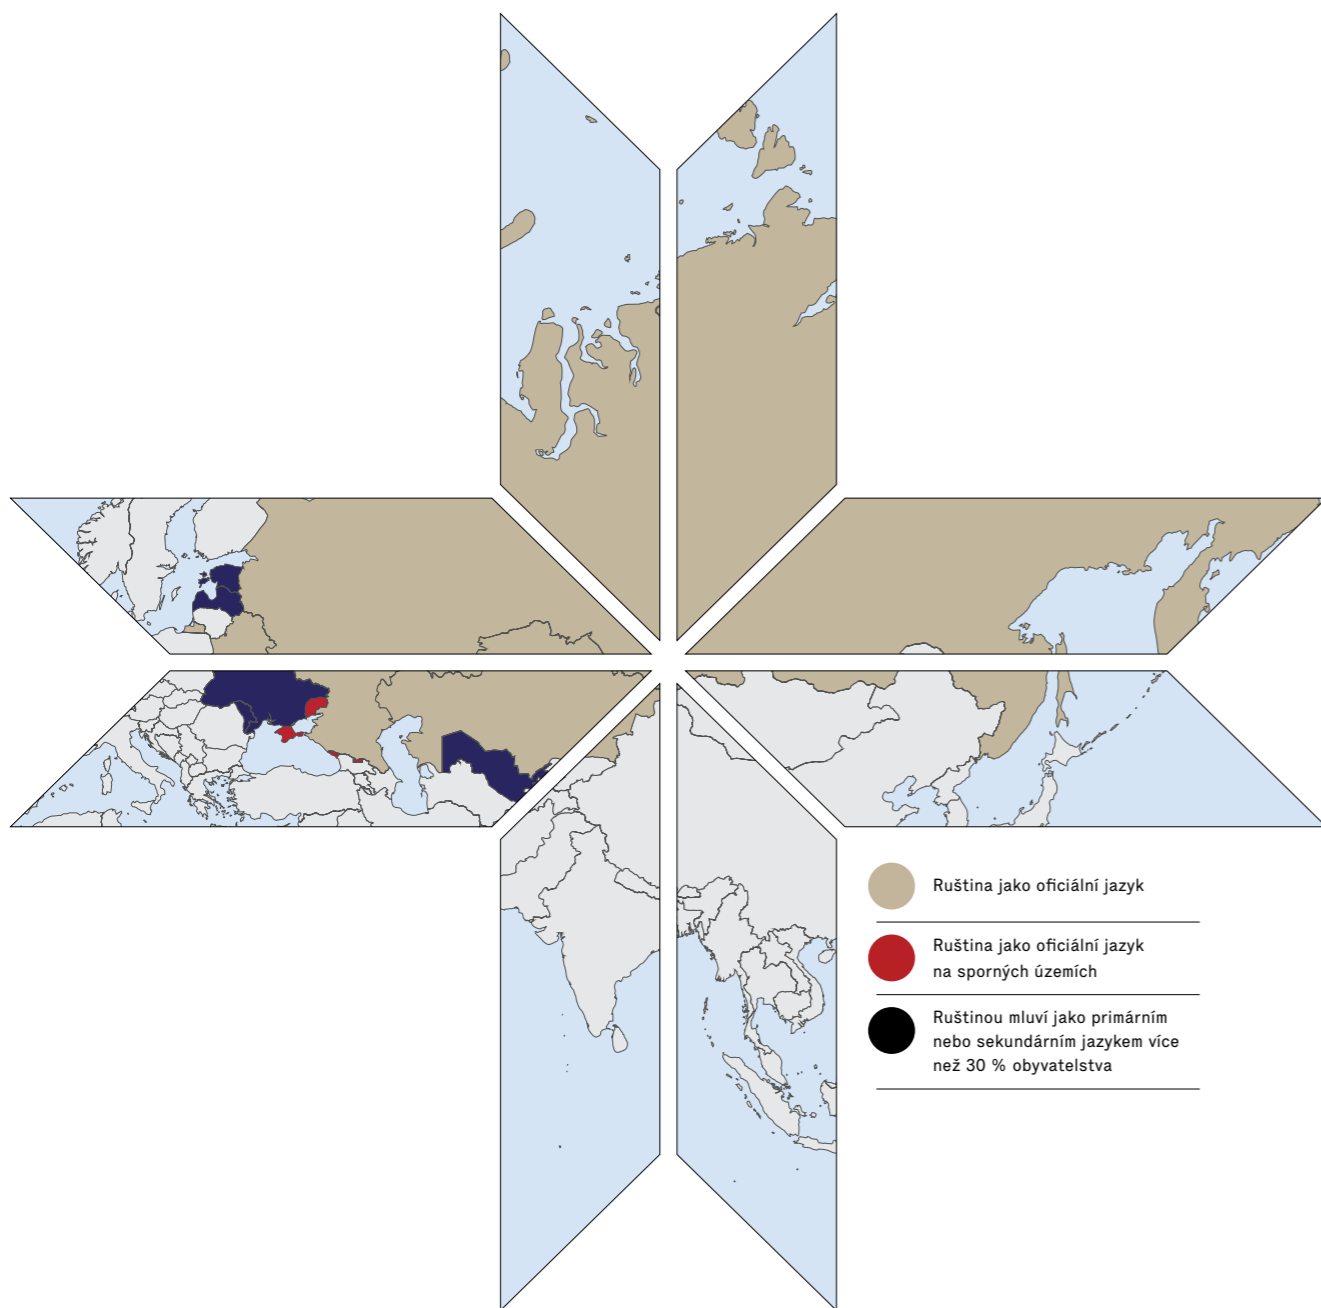 Ruština jako oficiální jazyk
Ruština jako oficiální jazyk
na sporných územích
Ruštinou mluví jako primárním
nebo sekundárním jazykem více
než 30 % obyvatelstva